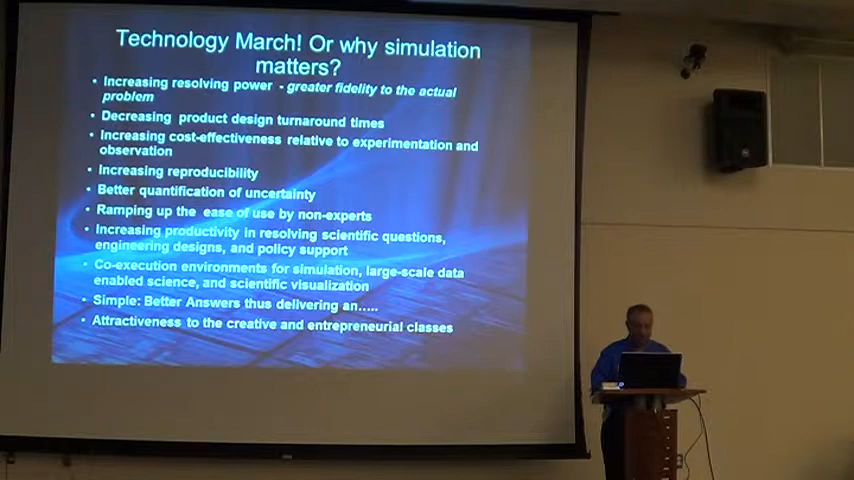 Technology March! Or why simulation
matters?
• Increasing resolving power - greater fidelity to the actual
problem
• Decreasing product design turnaround times
• Increasing cost-effectiveness relative to experimentation and
observation
• Increasing reproducibility
• Better quantification of uncertainty
• Ramping up the ease of use by non-experts
• Increasing productivity in resolving scientific questions,
engineering designs, and policy support
• Co-execution environments for simulation, large-scale data
enabled science, and scientific visualization
• Simple: Better Answers thus delivering an.....
• Attractiveness to the creative and entrepreneurial classes